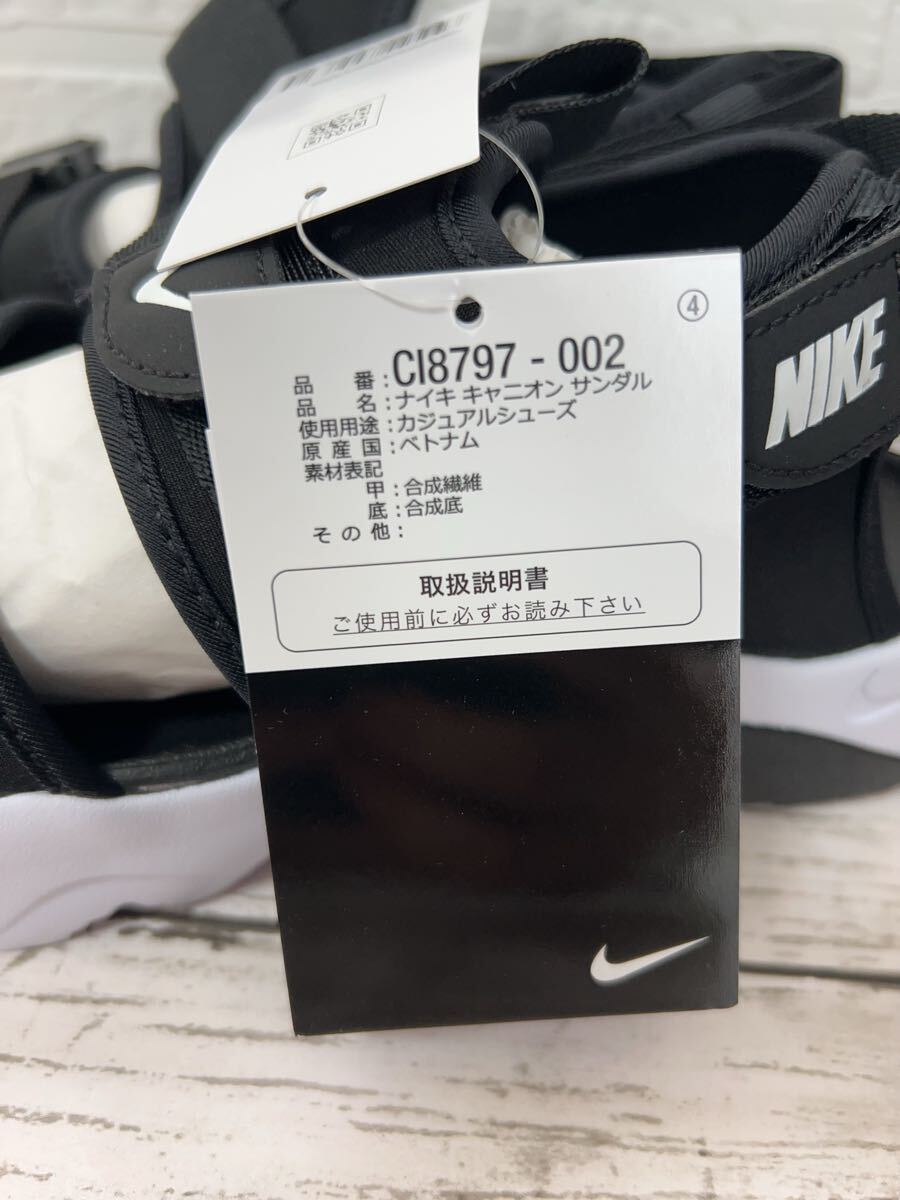 ④
品 番 : CI8797 - 002
品 名 : ナイキ キャニオン サンダル
使用用途 : カジュアルシューズ
原 産 国 : ベトナム
素材表記
甲 : 合成繊維
底 : 合成底
そ の 他 :
取扱説明書
ご使用前に必ずお読み下さい
NIKE